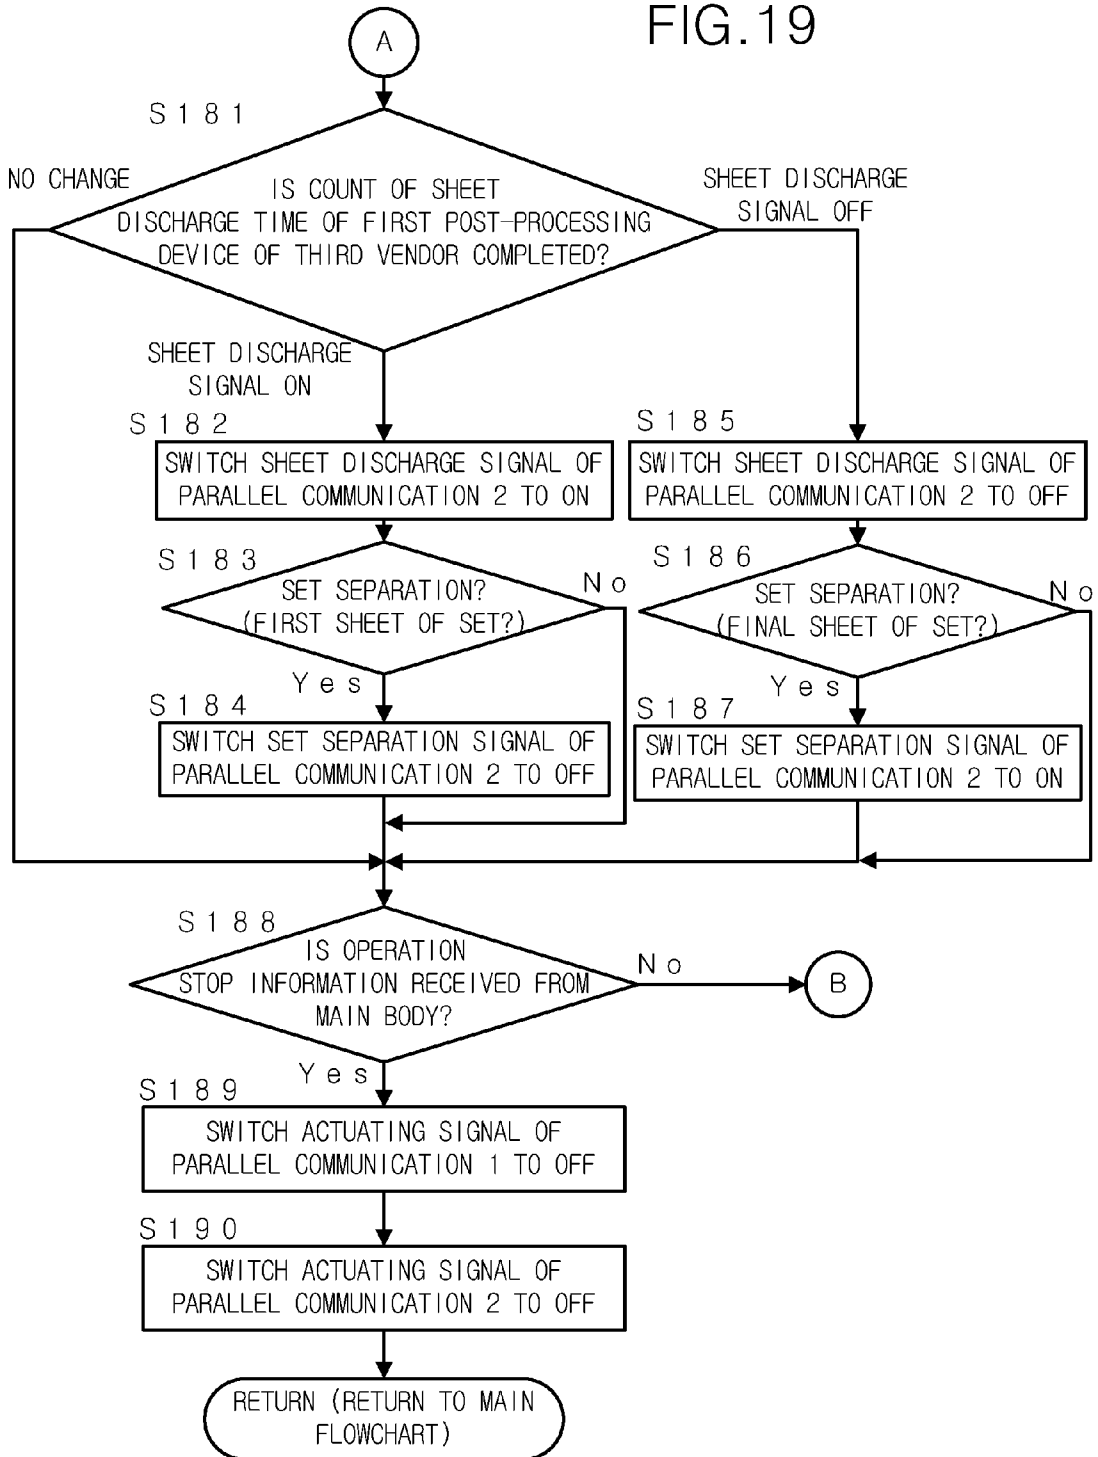 FIG.19
A
S181
NO CHANGE
IS COUNT OF SHEET
DISCHARGE TIME OF FIRST POST-PROCESSING
DEVICE OF THIRD VENDOR COMPLETED?
SHEET DISCHARGE
SIGNAL OFF
SHEET DISCHARGE
SIGNAL ON
S182
SWITCH SHEET DISCHARGE SIGNAL OF
PARALLEL COMMUNICATION 2 TO ON
S185
SWITCH SHEET DISCHARGE SIGNAL OF
PARALLEL COMMUNICATION 2 TO OFF
S183
SET SEPARATION?
(FIRST SHEET OF SET?)
No
Yes
S186
SET SEPARATION?
(FINAL SHEET OF SET?)
No
Yes
S184
SWITCH SET SEPARATION SIGNAL OF
PARALLEL COMMUNICATION 2 TO OFF
S187
SWITCH SET SEPARATION SIGNAL OF
PARALLEL COMMUNICATION 2 TO ON
S188
IS OPERATION
STOP INFORMATION RECEIVED FROM
MAIN BODY?
No
B
Yes
S189
SWITCH ACTUATING SIGNAL OF
PARALLEL COMMUNICATION 1 TO OFF
S190
SWITCH ACTUATING SIGNAL OF
PARALLEL COMMUNICATION 2 TO OFF
RETURN (RETURN TO MAIN
FLOWCHART)